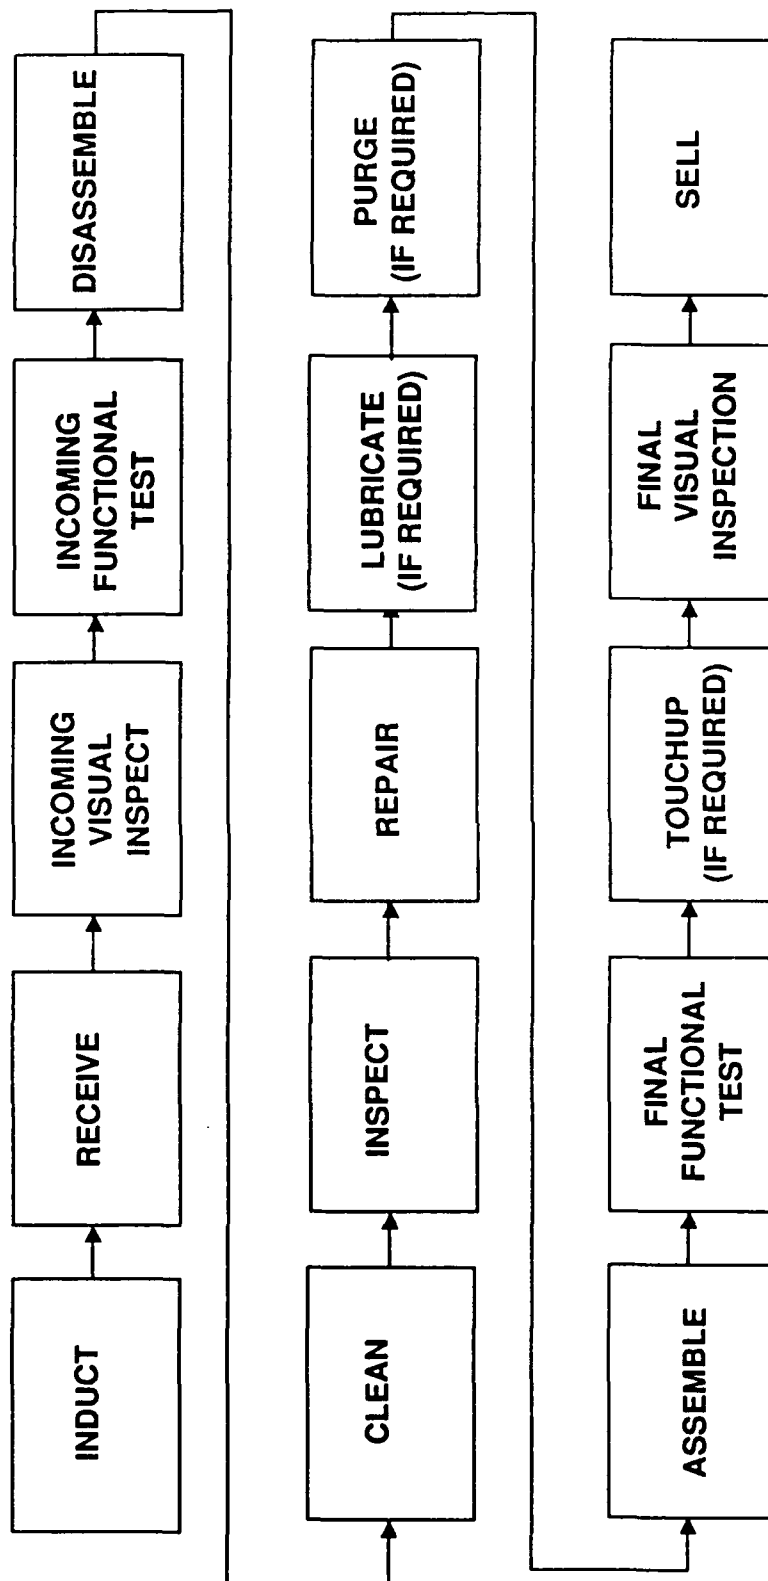 INDUCT
RECEIVE
INCOMING
VISUAL
INSPECT
INCOMING
FUNCTIONAL
TEST
DISASSEMBLE
CLEAN
INSPECT
REPAIR
LUBRICATE
(IF REQUIRED)
PURGE
(IF REQUIRED)
ASSEMBLE
FINAL
FUNCTIONAL
TEST
TOUCHUP
(IF REQUIRED)
FINAL
VISUAL
INSPECTION
SELL